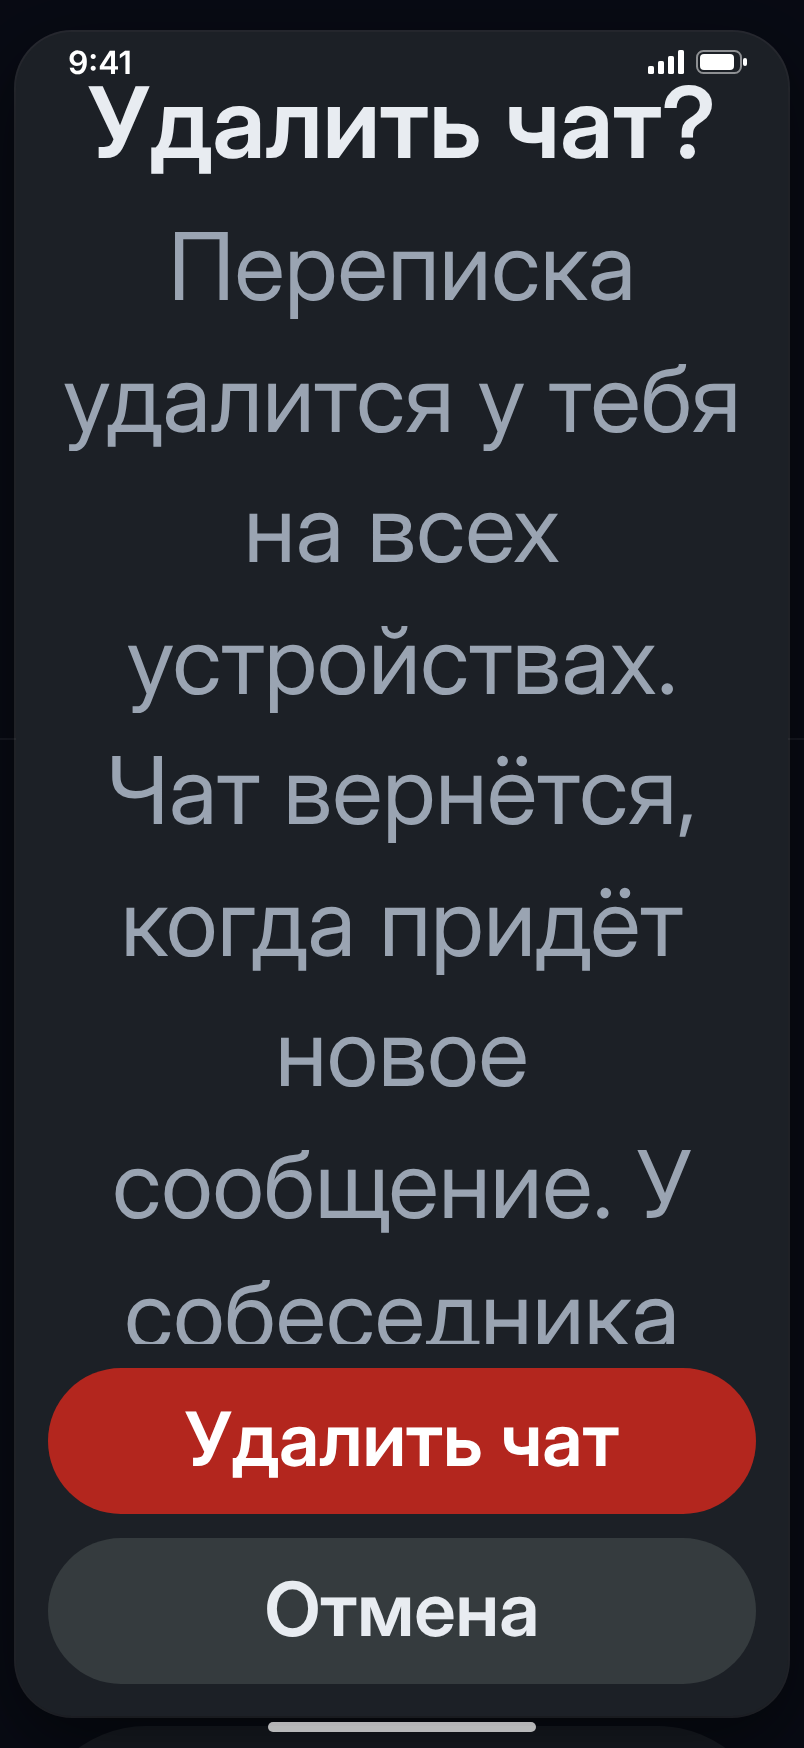 9:41
Удалить чат?
Переписка
удалится у тебя
на всех
устройствах.
Чат вернётся,
когда придёт
новое
сообщение. У
собеседника
Удалить чат
Отмена